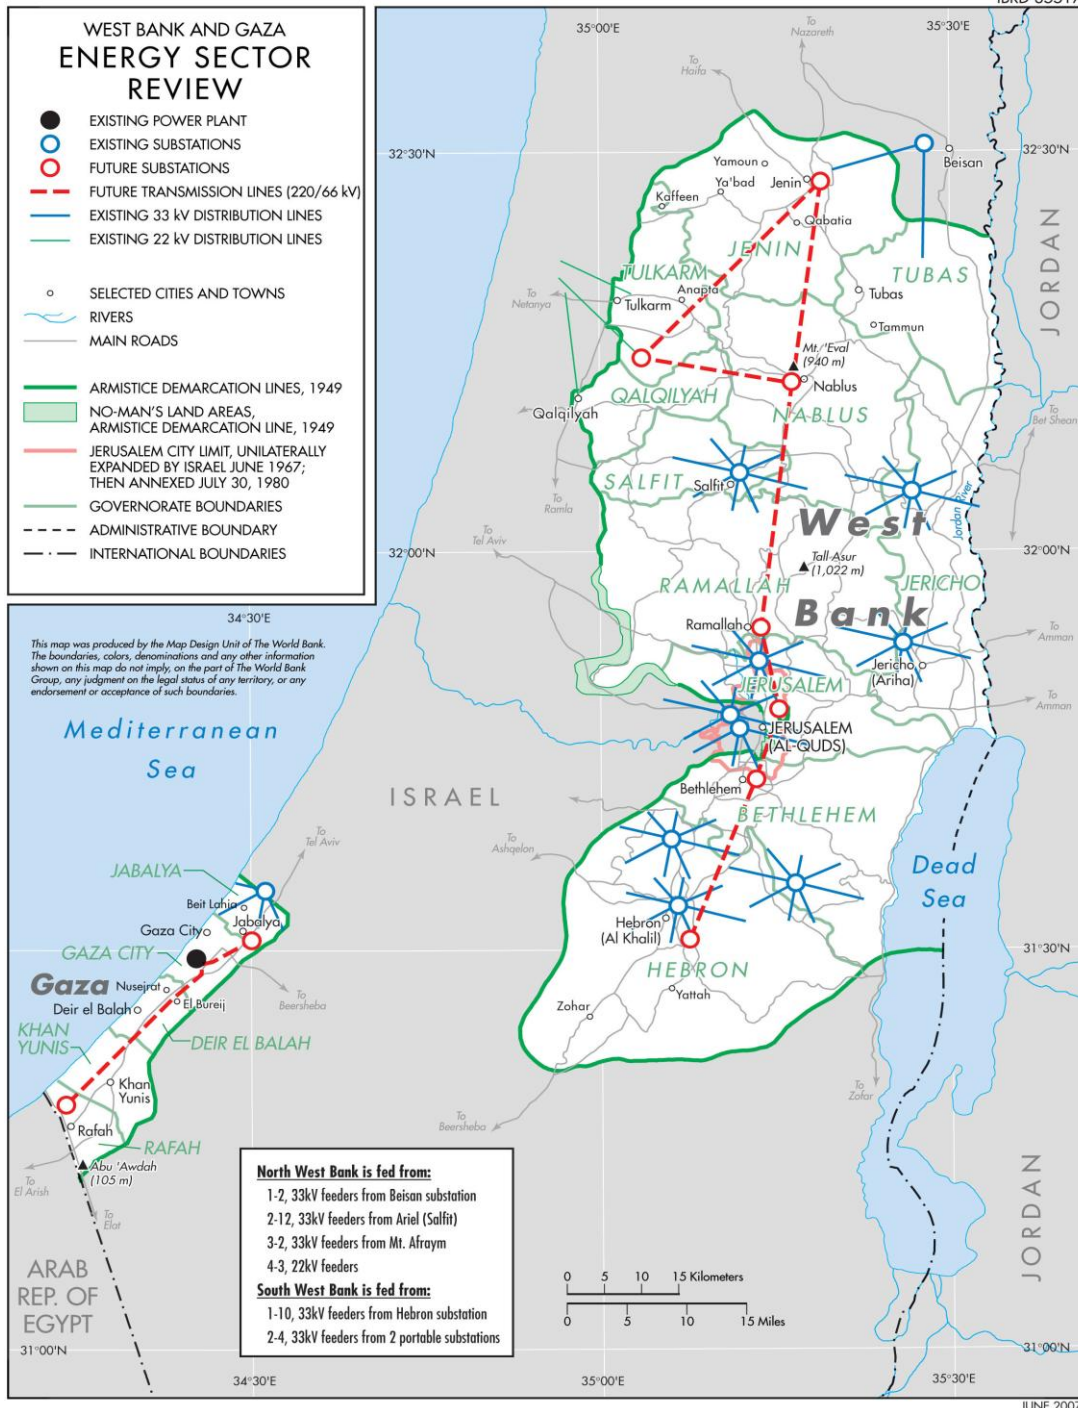 WEST BANK AND GAZA
ENERGY SECTOR
REVIEW
EXISTING POWER PLANT
EXISTING SUBSTATIONS
FUTURE SUBSTATIONS
FUTURE TRANSMISSION LINES (220/66 kV)
EXISTING 33 kV DISTRIBUTION LINES
EXISTING 22 kV DISTRIBUTION LINES
SELECTED CITIES AND TOWNS
RIVERS
MAIN ROADS
ARMISTICE DEMARCATION LINES, 1949
NO-MAN'S LAND AREAS,
ARMISTICE DEMARCATION LINE, 1949
JERUSALEM CITY LIMIT, UNILATERALLY
EXPANDED BY ISRAEL JUNE 1967;
THEN ANNEXED JULY 30, 1980
GOVERNORATE BOUNDARIES
ADMINISTRATIVE BOUNDARY
INTERNATIONAL BOUNDARIES
34°30'E
This map was produced by the Map Design Unit of The World Bank.
The boundaries, colors, denominations and any other information
shown on this map do not imply, on the part of The World Bank
Group, any judgment on the legal status of any territory, or any
endorsement or acceptance of such boundaries.
35°00'E
35°30'E
To
Nazareth
To
Haifa
32°30'N
32°30'N
Beisan
Yamoun
Jenin
Ya'bad
Kaffeen
Qabatia
JENIN
TULKARM
Anapta
Tulkarm
To
Netanya
TUBAS
Tubas
Tammun
JORDAN
Mt. 'Eval
(940 m)
Nablus
QALQILYAH
Qalqilyah
NABLUS
To
Bet Shean
SALFIT
Salfit
To
Ramla
To
Tel Aviv
West
Bank
Jordan River
32°00'N
32°00'N
Tall Asur
(1,022 m)
RAMALLAH
JERICHO
Ramallah
Jericho
(Ariha)
To
Amman
To
Amman
JERUSALEM
JERUSALEM
(AL-QUDS)
Bethlehem
BETHLEHEM
Mediterranean
Sea
ISRAEL
To
Ashqelon
To
Tel Aviv
Dead
Sea
JABALYA
Beit Lahia
Jabalya
Gaza City
GAZA CITY
Gaza
Nusejrat
El Bureij
Deir el Balah
To
Beersheba
KHAN
YUNIS
DEIR EL BALAH
Khan
Yunis
Rafah
RAFAH
Abu 'Awdah
(105 m)
To
El Arish
To
Elat
Hebron
(Al Khalil)
HEBRON
Yattah
Zohar
To
Beersheba
31°30'N
To
Zofar
JORDAN
ARAB
REP. OF
EGYPT
North West Bank is fed from:
1-2, 33kV feeders from Beisan substation
2-12, 33kV feeders from Ariel (Salfit)
3-2, 33kV feeders from Mt. Afraym
4-3, 22kV feeders
South West Bank is fed from:
1-10, 33kV feeders from Hebron substation
2-4, 33kV feeders from 2 portable substations
0 5 10 15 Kilometers
0 5 10 15 Miles
31°00'N
31°00'N
34°30'E
35°00'E
35°30'E
JUNE 2007